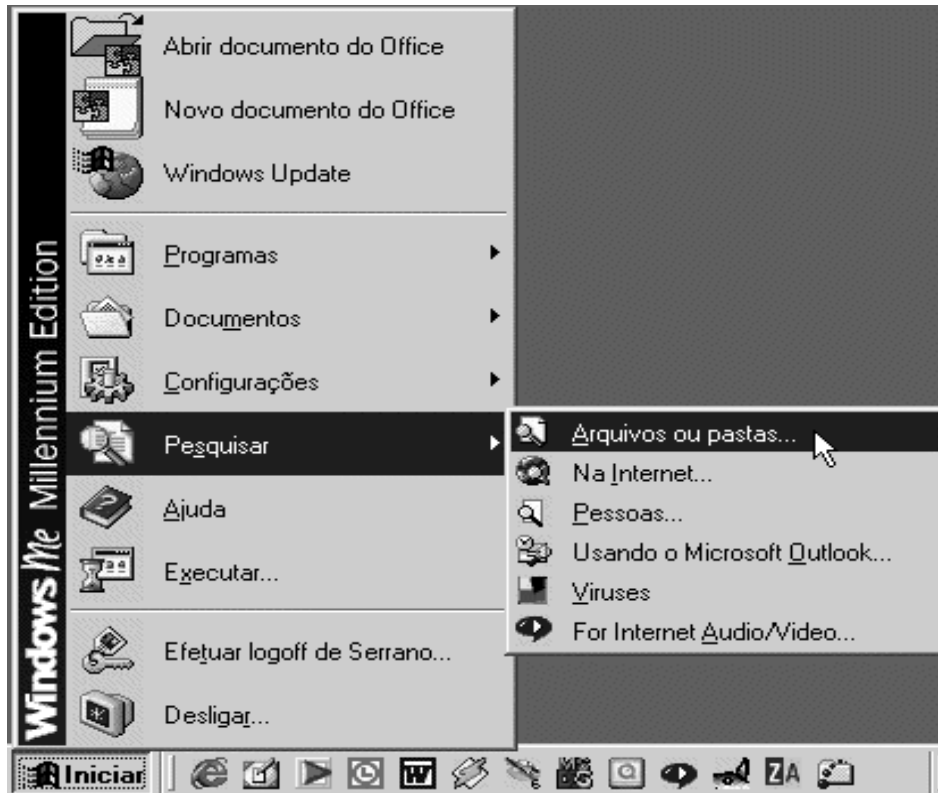 Abrir documento do Office
Novo documento do Office
Windows Update
Programas
Documentos
Configurações
Pesquisar
Ajuda
Executar...
Efetuar logoff de Serrano...
Desligar...
Windows Me Millennium Edition
Arquivos ou pastas...
Na Internet...
Pessoas...
Usando o Microsoft Outlook...
Viruses
For Internet Audio/Video...
Iniciar
W
ZA